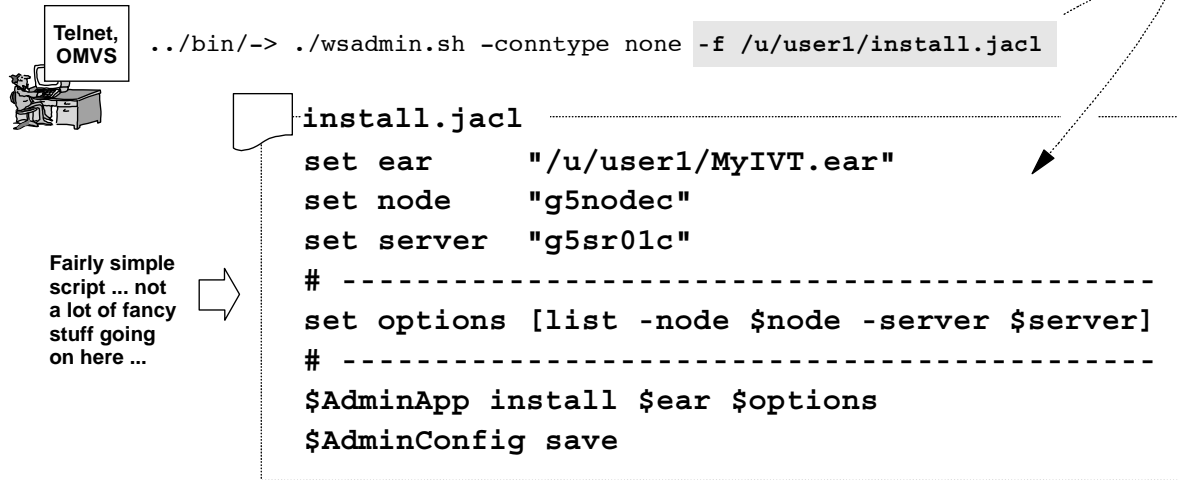 Telnet,
OMVS
../bin/-> ./wsadmin.sh -conntype none -f /u/user1/install.jacl
install.jacl
set ear "/u/user1/MyIVT.ear"
set node "g5nodec"
set server "g5sr01c"
# --------------------------------------------
set options [list -node $node -server $server]
# --------------------------------------------
$AdminApp install $ear $options
$AdminConfig save
Fairly simple
script ... not
a lot of fancy
stuff going
on here ...